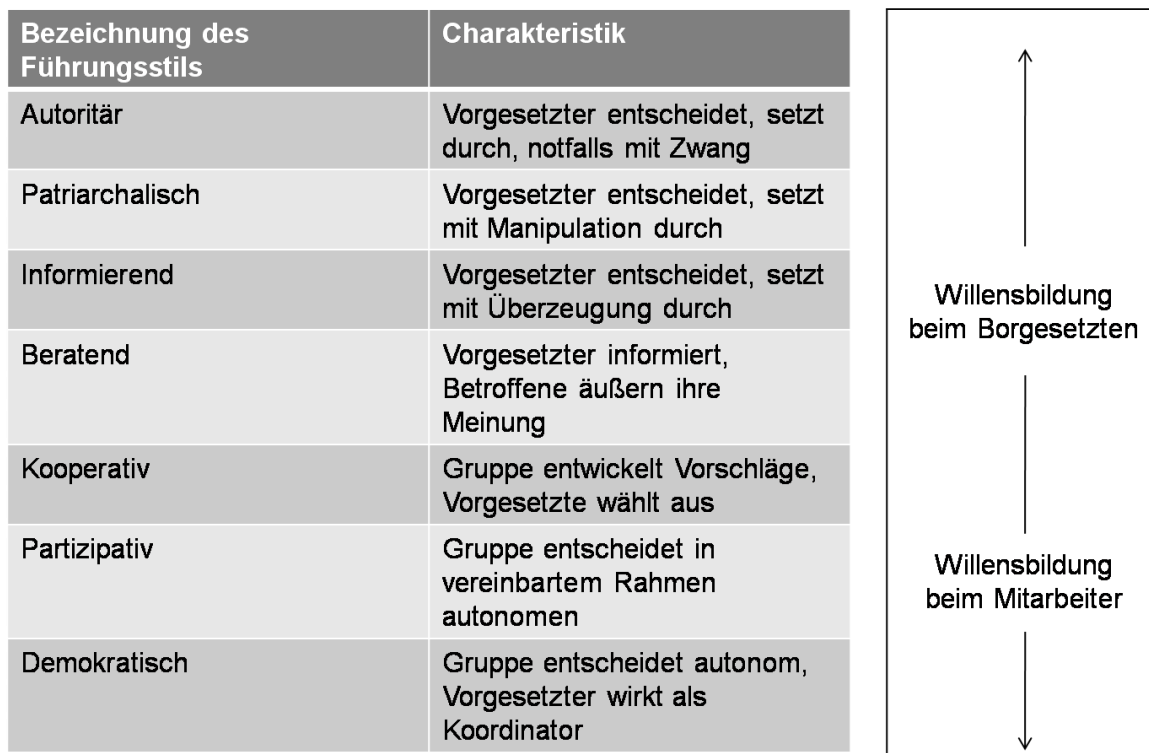 Bezeichnung des
Führungsstils
Charakteristik
Autoritär
Vorgesetzter entscheidet, setzt
durch, notfalls mit Zwang
Patriarchalisch
Vorgesetzter entscheidet, setzt
mit Manipulation durch
Informierend
Vorgesetzter entscheidet, setzt
mit Überzeugung durch
Beratend
Vorgesetzter informiert,
Betroffene äußern ihre
Meinung
Kooperativ
Gruppe entwickelt Vorschläge,
Vorgesetzte wählt aus
Partizipativ
Gruppe entscheidet in
vereinbartem Rahmen
autonomen
Demokratisch
Gruppe entscheidet autonom,
Vorgesetzter wirkt als
Koordinator
Willensbildung
beim Borgesetzten
Willensbildung
beim Mitarbeiter